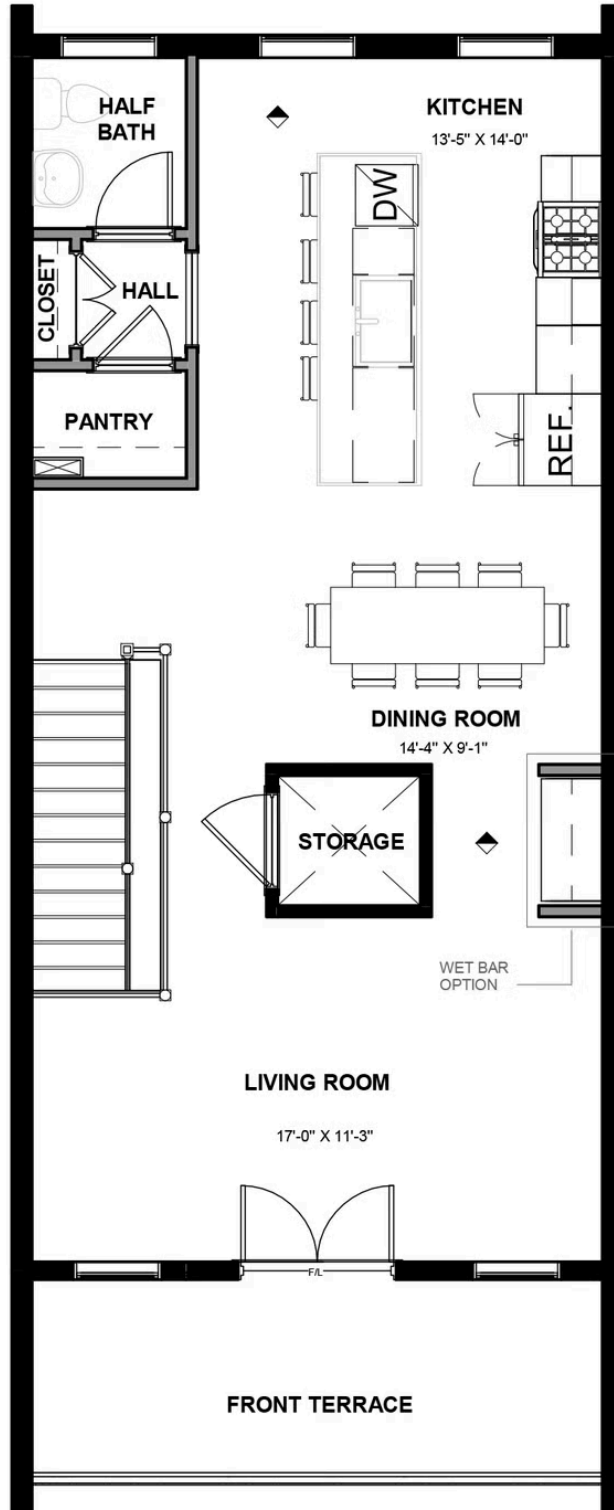 HALF
BATH
KITCHEN
13'-5" X 14'-0"
DW
CLOSET
HALL
PANTRY
REF.
DINING ROOM
14'-4" X 9'-1"
STORAGE
WET BAR
OPTION
LIVING ROOM
17'-0" X 11'-3"
F/L
FRONT TERRACE